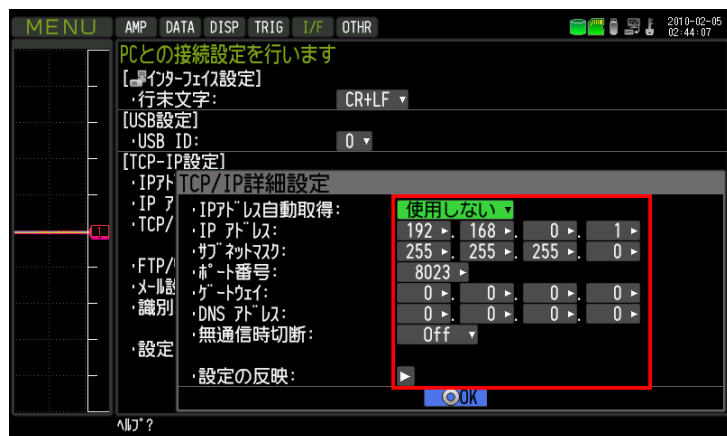 MENU AMP DATA DISP TRIG I/F OTHR 2010-02-05
02:44:07
PCとの接続設定を行います
[インターフェイス設定]
・行末文字: CR+LF
[USB設定]
・USB ID: 0
[TCP-IP設定]
・IPアド
・IP ア
・TCP/
・FTP/
・メール設
・識別
・設定
TCP/IP詳細設定
・IPアドレス自動取得: 使用しない
・IP アドレス: 192 . 168 . 0 . 1
・サブネットマスク: 255 . 255 . 255 . 0
・ポート番号: 8023
・ゲートウェイ: 0 . 0 . 0 . 0
・DNS アドレス: 0 . 0 . 0 . 0
・無通信時切断: Off
・設定の反映:
OK
1
ヘルプ?